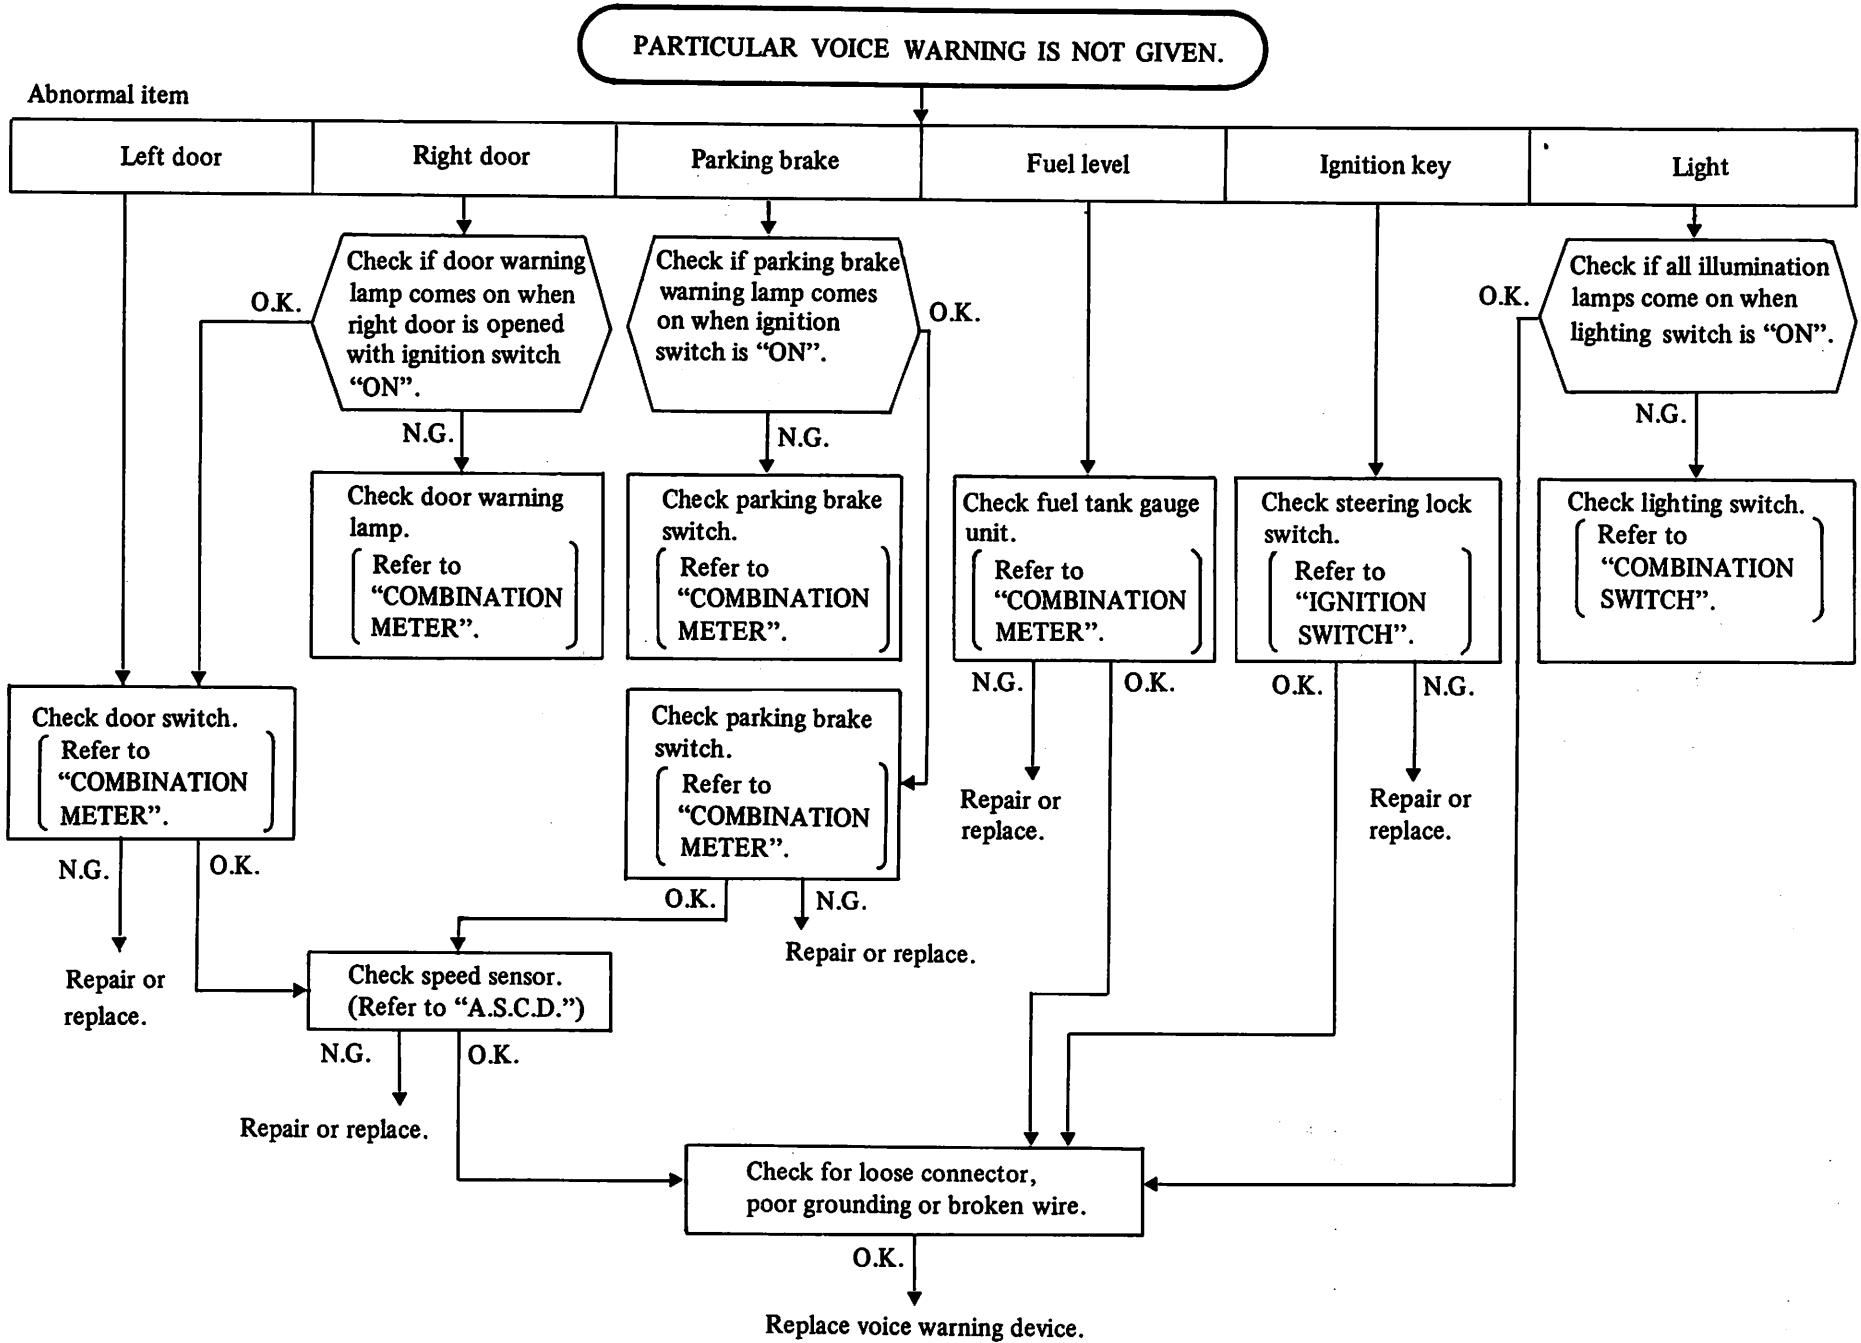 PARTICULAR VOICE WARNING IS NOT GIVEN.
Abnormal item
Left door
Right door
Parking brake
Fuel level
Ignition key
Light
O.K.
Check if door warning
lamp comes on when
right door is opened
with ignition switch
“ON”.
N.G.
Check if parking brake
warning lamp comes
on when ignition
switch is “ON”.
O.K.
N.G.
O.K.
Check if all illumination
lamps come on when
lighting switch is “ON”.
N.G.
Check door warning
lamp.
Refer to
“COMBINATION
METER”.
Check parking brake
switch.
Refer to
“COMBINATION
METER”.
Check fuel tank gauge
unit.
Refer to
“COMBINATION
METER”.
N.G.
O.K.
Check steering lock
switch.
Refer to
“IGNITION
SWITCH”.
O.K.
N.G.
Check lighting switch.
Refer to
“COMBINATION
SWITCH”.
Check door switch.
Refer to
“COMBINATION
METER”.
N.G.
O.K.
Check parking brake
switch.
Refer to
“COMBINATION
METER”.
O.K.
N.G.
Repair or
replace.
Repair or
replace.
Repair or replace.
Repair or
replace.
Check speed sensor.
(Refer to “A.S.C.D.”)
N.G.
O.K.
Repair or replace.
Check for loose connector,
poor grounding or broken wire.
O.K.
Replace voice warning device.